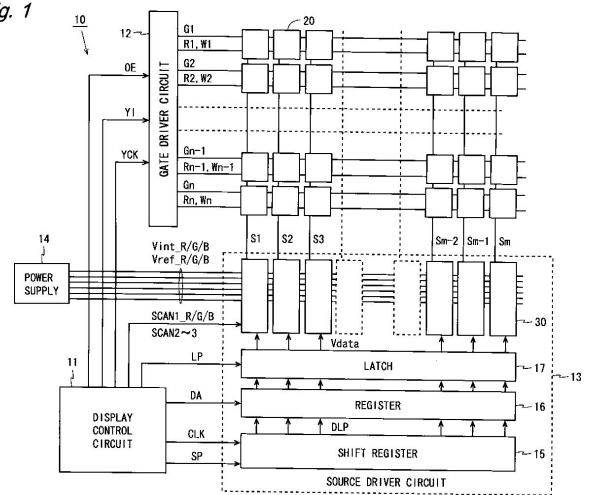 Fig. 1
10
12
20
G1
R1, W1
G2
R2, W2
OE
YI
YCK
GATE DRIVER CIRCUIT
Gn-1
Rn-1, Wn-1
Gn
Rn, Wn
S1
S2
S3
Sm-2
Sm-1
Sm
14
Vint_R/G/B
Vref_R/G/B
POWER
SUPPLY
SCAN1_R/G/B
SCAN2~3
30
Vdata
11
LP
LATCH
17
13
DA
REGISTER
16
DISPLAY
CONTROL
CIRCUIT
DLP
CLK
SHIFT REGISTER
15
SP
SOURCE DRIVER CIRCUIT